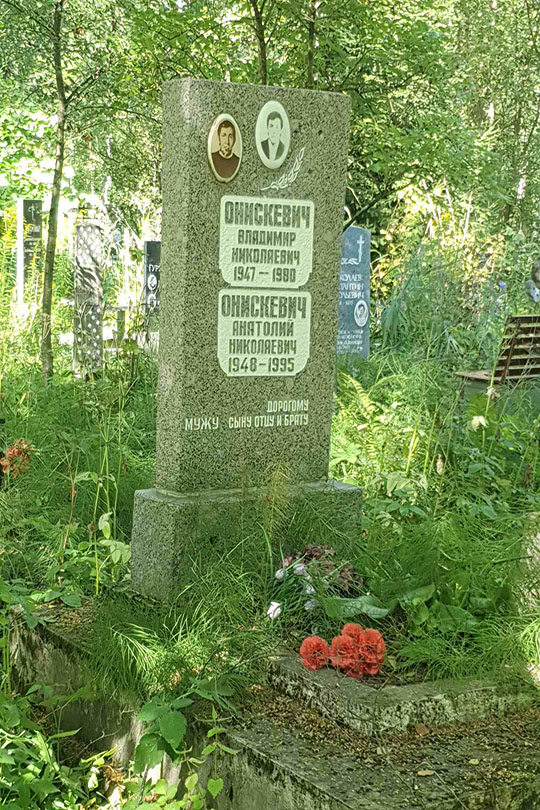 ОНИСКЕВИЧ
ВЛАДИМИР
НИКОЛАЕВИЧ
1947 — 1980
ОНИСКЕВИЧ
АНАТОЛИЙ
НИКОЛАЕВИЧ
1948-1995
ДОРОГОМУ
МУЖУ СЫНУ ОТЦУ И БРАТУ